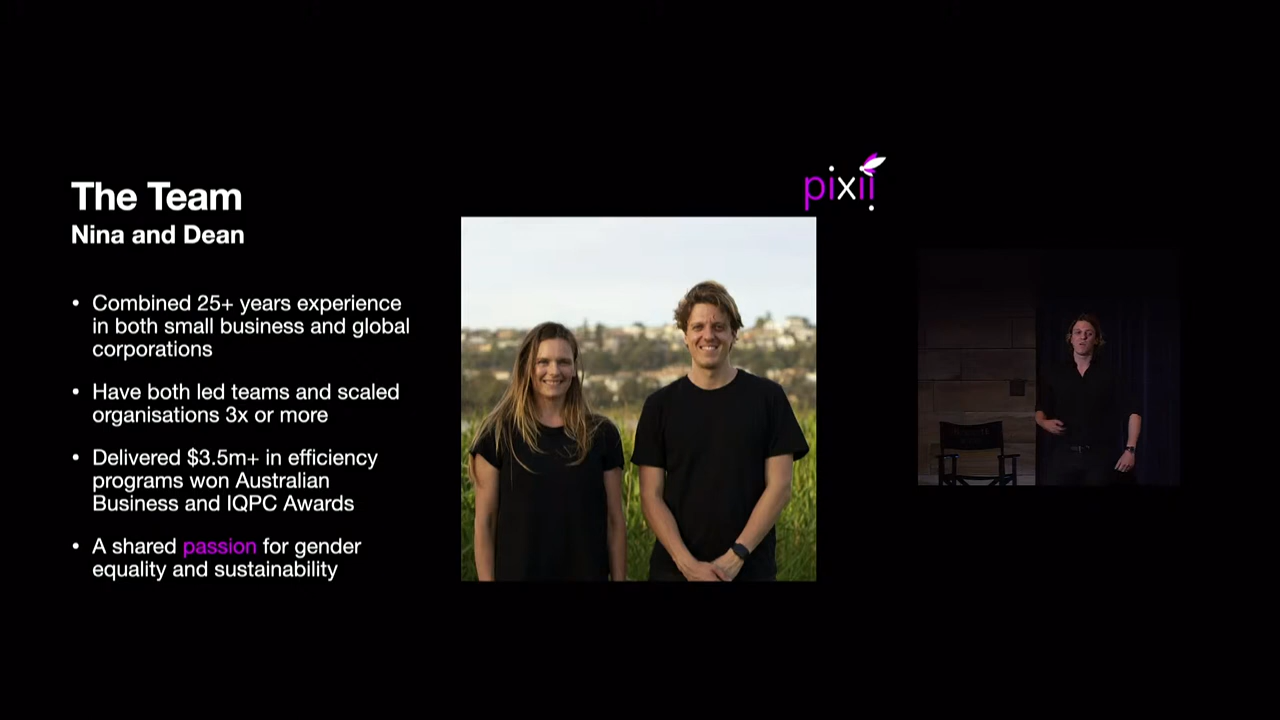 The Team
Nina and Dean
• Combined 25+ years experience
in both small business and global
corporations
• Have both led teams and scaled
organisations 3x or more
• Delivered $3.5m+ in efficiency
programs won Australian
Business and IQPC Awards
• A shared passion for gender
equality and sustainability
pixii